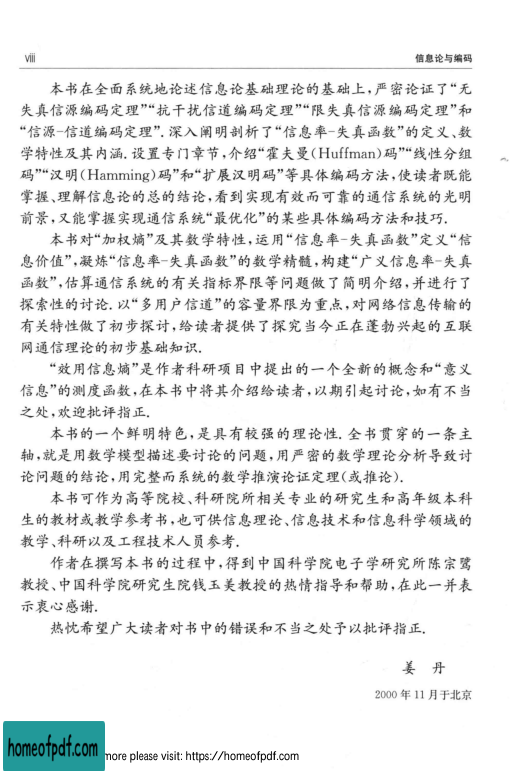 viii
信息论与编码
本书在全面系统地论述信息论基础理论的基础上,严密论证了“无
失真信源编码定理”“抗干扰信道编码定理”“限失真信源编码定理”和
“信源-信道编码定理”. 深入阐明剖析了“信息率-失真函数”的定义、数
学特性及其内涵. 设置专门章节,介绍“霍夫曼(Huffman)码”“线性分组
码”“汉明(Hamming)码”和“扩展汉明码”等具体编码方法,使读者既能
掌握、理解信息论的总的结论,看到实现有效而可靠的通信系统的光明
前景,又能掌握实现通信系统“最优化”的某些具体编码方法和技巧.
本书对“加权熵”及其数学特性,运用“信息率-失真函数”定义“信
息价值”,凝炼“信息率-失真函数”的数学精髓,构建“广义信息率-失真
函数”,估算通信系统的有关指标界限等问题做了简明介绍,并进行了
探索性的讨论. 以“多用户信道”的容量界限为重点,对网络信息传输的
有关特性做了初步探讨,给读者提供了探究当今正在蓬勃兴起的互联
网通信理论的初步基础知识.
“效用信息熵”是作者科研项目中提出的一个全新的概念和“意义
信息”的测度函数,在本书中将其介绍给读者,以期引起讨论,如有不当
之处,欢迎批评指正.
本书的一个鲜明特色,是具有较强的理论性. 全书贯穿的一条主
轴,就是用数学模型描述要讨论的问题,用严密的数学理论分析导致讨
论问题的结论,用完整而系统的数学推演论证定理(或推论).
本书可作为高等院校、科研院所相关专业的研究生和高年级本科
生的教材或教学参考书,也可供信息理论、信息技术和信息科学领域的
教学、科研以及工程技术人员参考.
作者在撰写本书的过程中,得到中国科学院电子学研究所陈宗鹭
教授、中国科学院研究生院钱玉美教授的热情指导和帮助,在此一并表
示衷心感谢.
热忱希望广大读者对书中的错误和不当之处予以批评指正.
姜 丹
2000 年 11 月于北京
homeofpdf.com
more please visit: https://homeofpdf.com